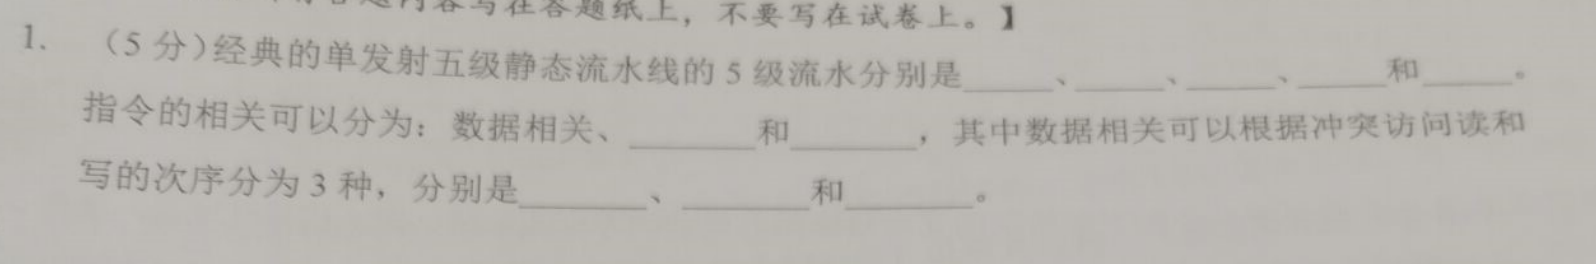 内容写在答题纸上，不要写在试卷上。】
1. （5 分）经典的单发射五级静态流水线的 5 级流水分别是______、______、______、______和______。
指令的相关可以分为：数据相关、________和________，其中数据相关可以根据冲突访问读和
写的次序分为 3 种，分别是________、________和________。